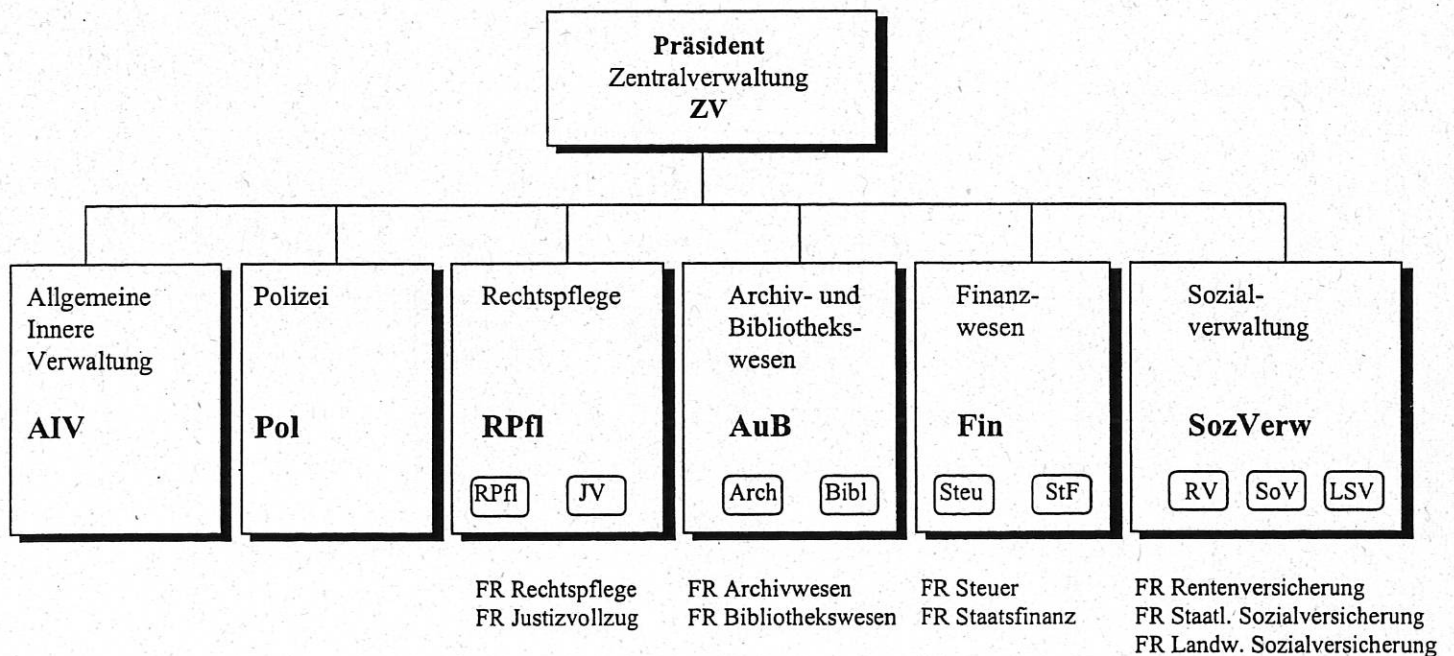 Präsident
Zentralverwaltung
ZV
Allgemeine
Innere
Verwaltung
AIV
Polizei
Pol
Rechtspflege
RPfl
RPfl
JV
Archiv- und
Bibliotheks-
wesen
AuB
Arch
Bibl
Finanz-
wesen
Fin
Steu
StF
Sozial-
verwaltung
SozVerw
RV
SoV
LSV
FR Rechtspflege
FR Justizvollzug
FR Archivwesen
FR Bibliothekswesen
FR Steuer
FR Staatsfinanz
FR Rentenversicherung
FR Staatl. Sozialversicherung
FR Landw. Sozialversicherung